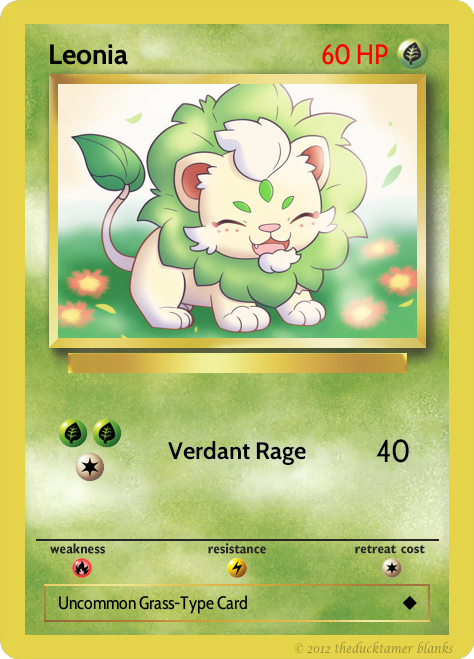 Leonia 60 HP
Verdant Rage 40
weakness resistance retreat cost
Uncommon Grass-Type Card
© 2012 theducktamer blanks